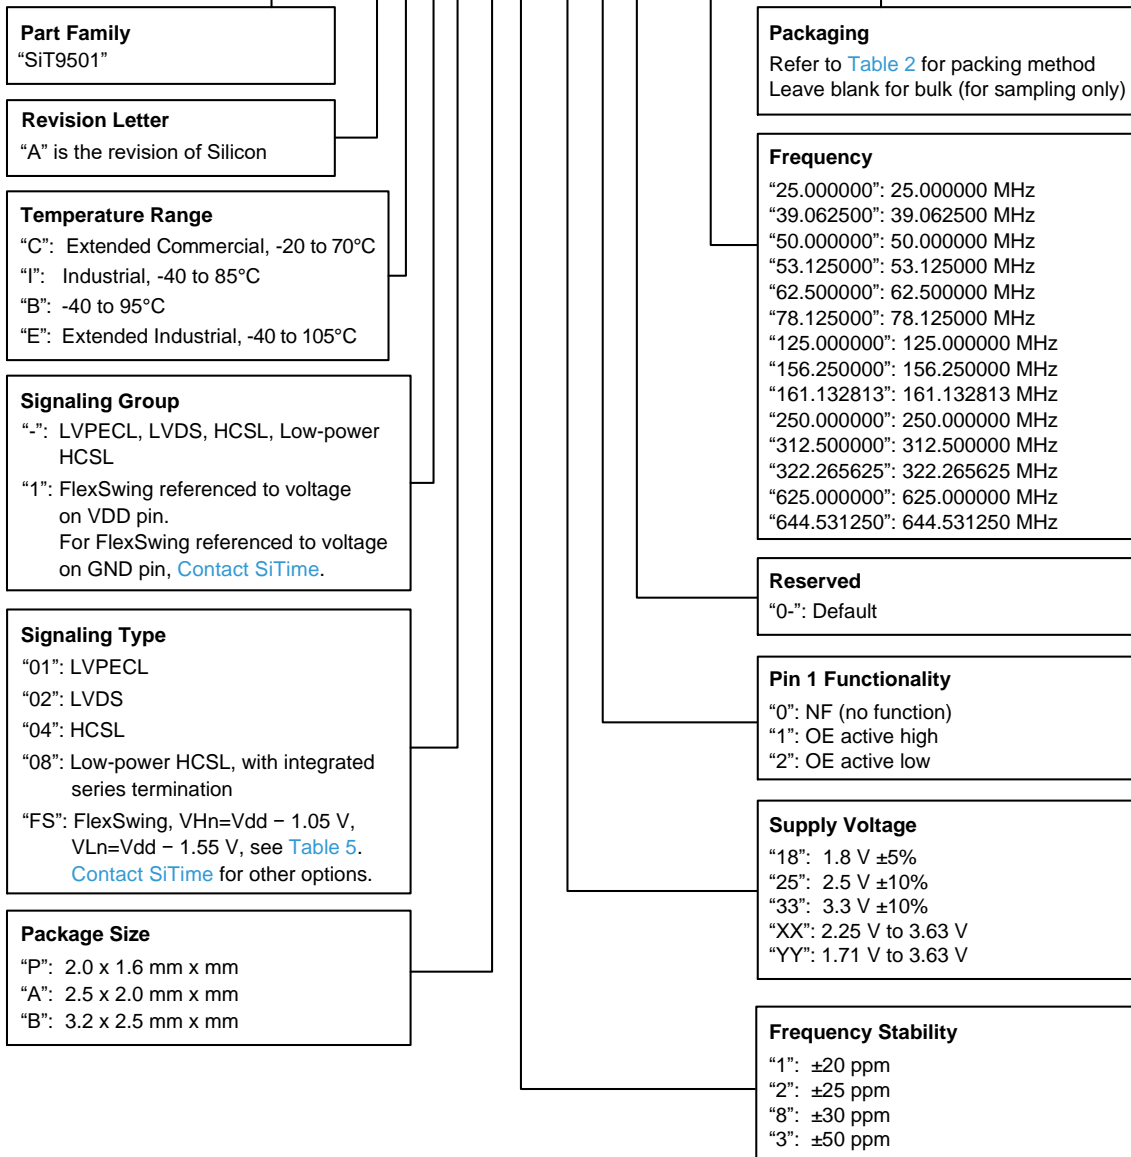 Part Family
“SiT9501”
Revision Letter
“A” is the revision of Silicon
Temperature Range
“C”: Extended Commercial, -20 to 70°C
“I”: Industrial, -40 to 85°C
“B”: -40 to 95°C
“E”: Extended Industrial, -40 to 105°C
Signaling Group
“-”: LVPECL, LVDS, HCSL, Low-power
HCSL
“1”: FlexSwing referenced to voltage
on VDD pin.
For FlexSwing referenced to voltage
on GND pin, Contact SiTime.
Signaling Type
“01”: LVPECL
“02”: LVDS
“04”: HCSL
“08”: Low-power HCSL, with integrated
series termination
“FS”: FlexSwing, VHn=Vdd − 1.05 V,
VLn=Vdd − 1.55 V, see Table 5.
Contact SiTime for other options.
Package Size
“P”: 2.0 x 1.6 mm x mm
“A”: 2.5 x 2.0 mm x mm
“B”: 3.2 x 2.5 mm x mm
Packaging
Refer to Table 2 for packing method
Leave blank for bulk (for sampling only)
Frequency
“25.000000”: 25.000000 MHz
“39.062500”: 39.062500 MHz
“50.000000”: 50.000000 MHz
“53.125000”: 53.125000 MHz
“62.500000”: 62.500000 MHz
“78.125000”: 78.125000 MHz
“125.000000”: 125.000000 MHz
“156.250000”: 156.250000 MHz
“161.132813”: 161.132813 MHz
“250.000000”: 250.000000 MHz
“312.500000”: 312.500000 MHz
“322.265625”: 322.265625 MHz
“625.000000”: 625.000000 MHz
“644.531250”: 644.531250 MHz
Reserved
“0-”: Default
Pin 1 Functionality
“0”: NF (no function)
“1”: OE active high
“2”: OE active low
Supply Voltage
“18”: 1.8 V ±5%
“25”: 2.5 V ±10%
“33”: 3.3 V ±10%
“XX”: 2.25 V to 3.63 V
“YY”: 1.71 V to 3.63 V
Frequency Stability
“1”: ±20 ppm
“2”: ±25 ppm
“8”: ±30 ppm
“3”: ±50 ppm